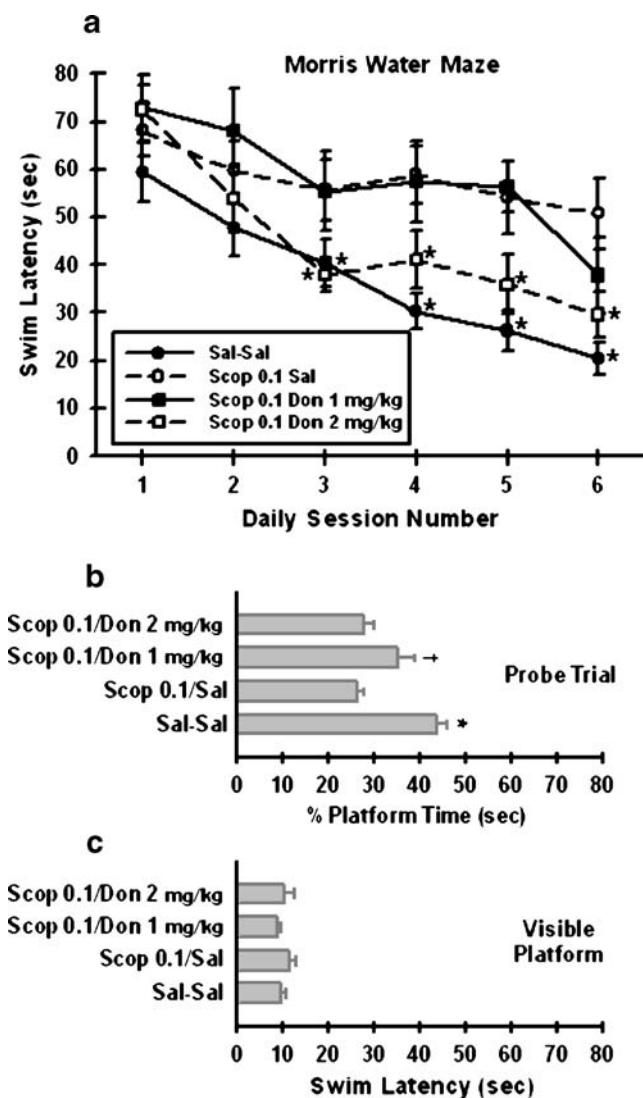 a
Morris Water Maze
80
70
60
50
40
30
20
10
0
Swim Latency (sec)
* *
*
*
*
*
*
*
Sal-Sal
Scop 0.1 Sal
Scop 0.1 Don 1 mg/kg
Scop 0.1 Don 2 mg/kg
1 2 3 4 5 6
Daily Session Number
b
Scop 0.1/Don 2 mg/kg
Scop 0.1/Don 1 mg/kg
Scop 0.1/Sal
Sal-Sal
+
*
Probe Trial
0 10 20 30 40 50 60 70 80
% Platform Time (sec)
c
Scop 0.1/Don 2 mg/kg
Scop 0.1/Don 1 mg/kg
Scop 0.1/Sal
Sal-Sal
Visible
Platform
0 10 20 30 40 50 60 70 80
Swim Latency (sec)